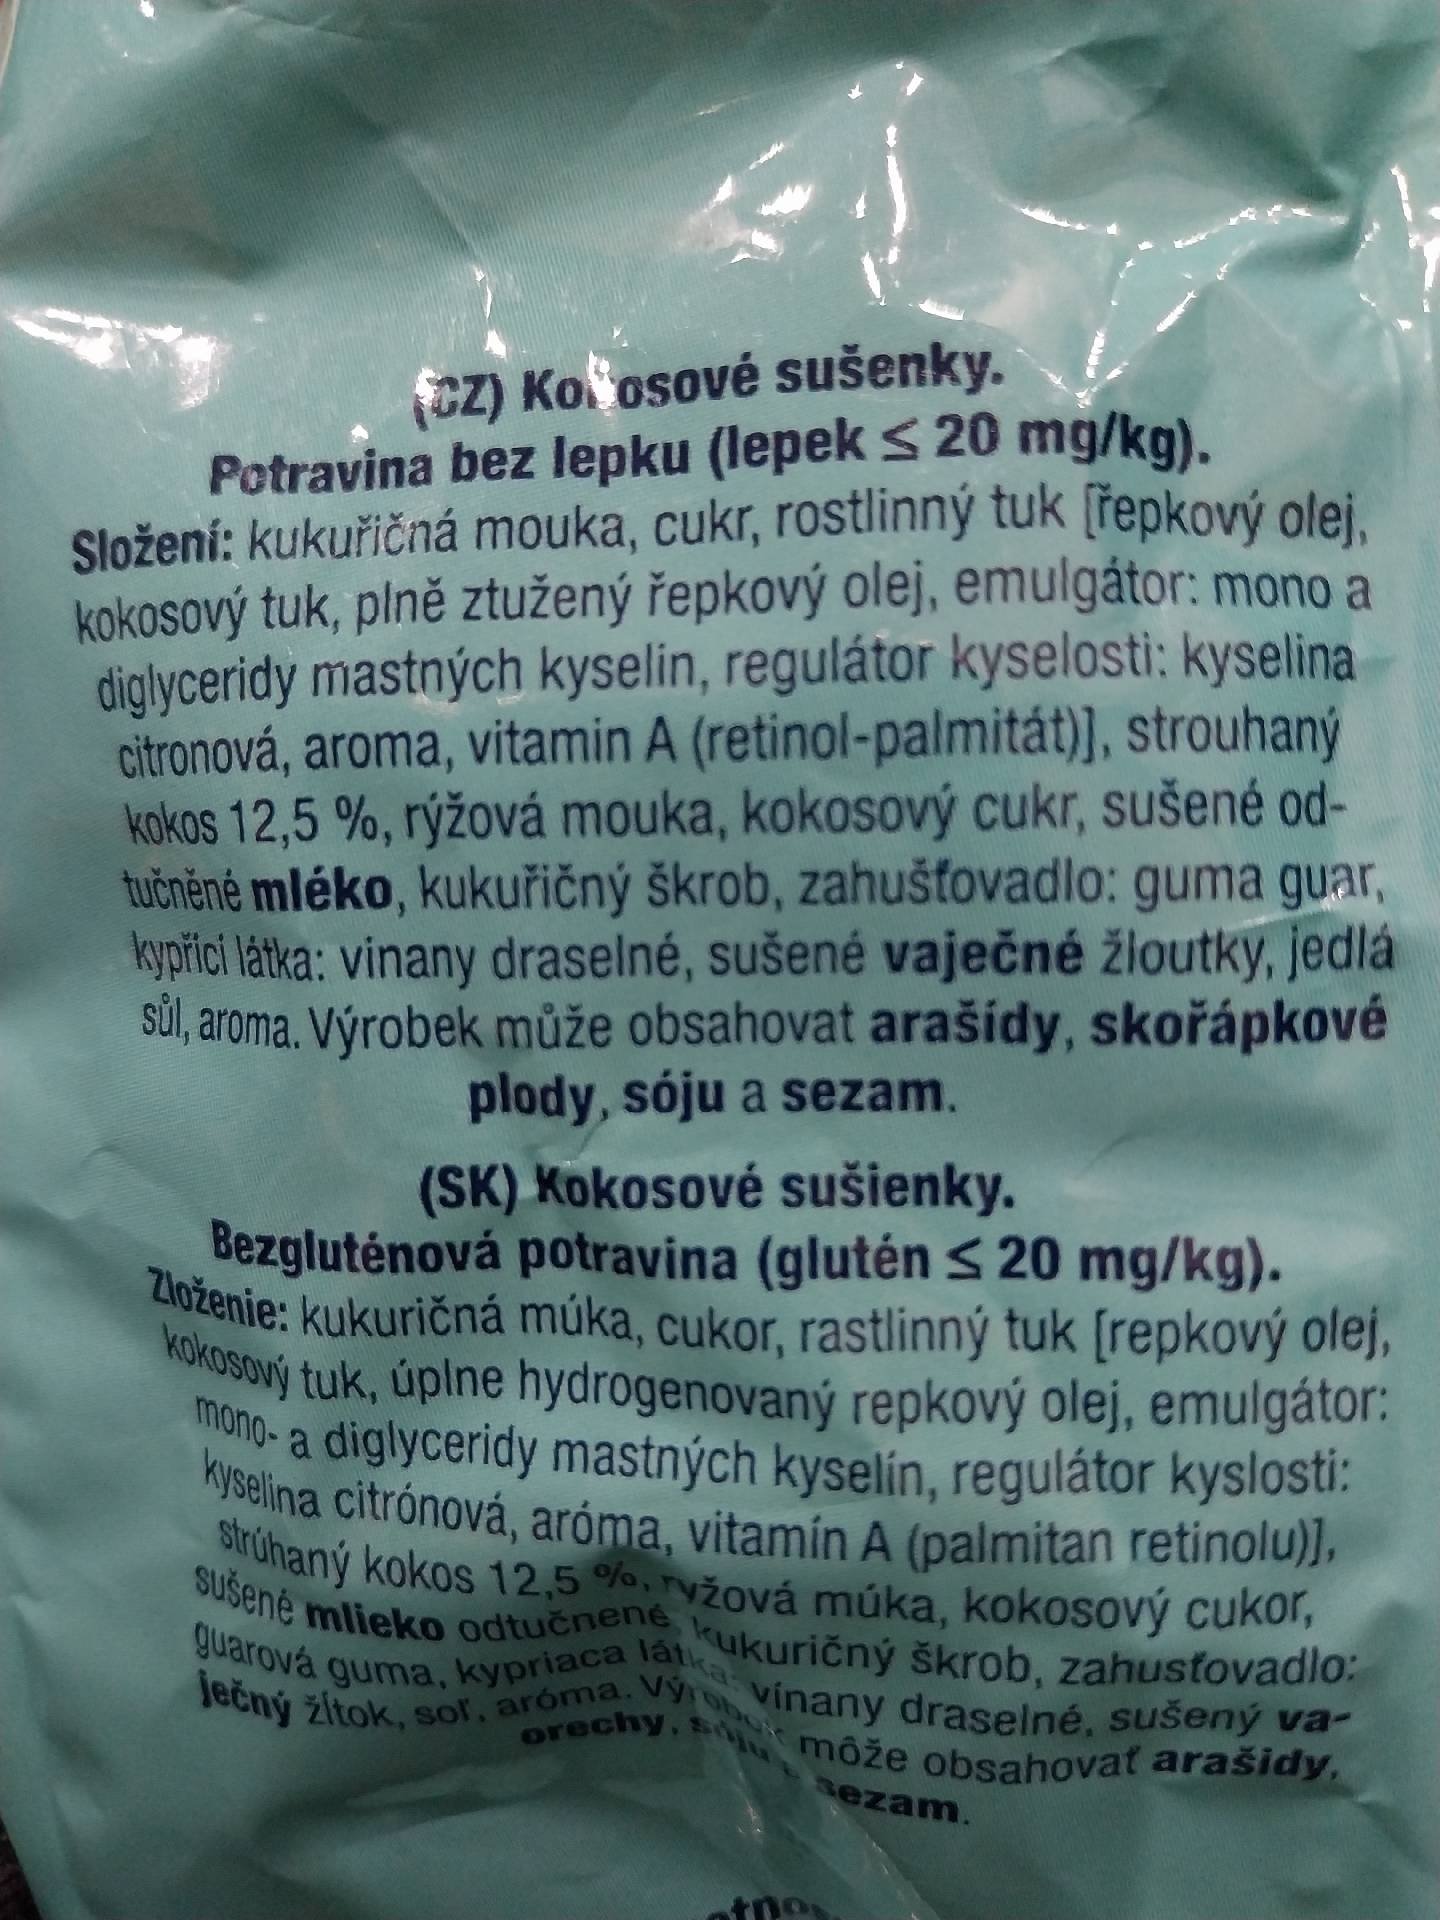 (CZ) Kokosové sušenky.
Potravina bez lepku (lepek ≤ 20 mg/kg).
Složení: kukuřičná mouka, cukr, rostlinný tuk [řepkový olej,
kokosový tuk, plně ztužený řepkový olej, emulgátor: mono a
diglyceridy mastných kyselin, regulátor kyselosti: kyselina
citronová, aroma, vitamin A (retinol-palmitát)], strouhaný
kokos 12,5 %, rýžová mouka, kokosový cukr, sušené od-
tučněné mléko, kukuřičný škrob, zahušťovadlo: guma guar,
kypřicí látka: vinany draselné, sušené vaječné žloutky, jedlá
sůl, aroma. Výrobek může obsahovat arašídy, skořápkové
plody, sóju a sezam.
(SK) Kokosové sušienky.
Bezgluténová potravina (glutén ≤ 20 mg/kg).
Zloženie: kukuričná múka, cukor, rastlinný tuk [repkový olej,
kokosový tuk, úplne hydrogenovaný repkový olej, emulgátor:
mono- a diglyceridy mastných kyselín, regulátor kyslosti:
kyselina citrónová, aróma, vitamín A (palmitan retinolu)],
strúhaný kokos 12,5 %, ryžová múka, kokosový cukor,
sušené mlieko odtučnené, kukuričný škrob, zahusťovadlo:
guarová guma, kypriaca látka: vínany draselné, sušený va-
ječný žĺtok, soľ, aróma. Výrobok môže obsahovať arašidy,
orechy, sóju a sezam.